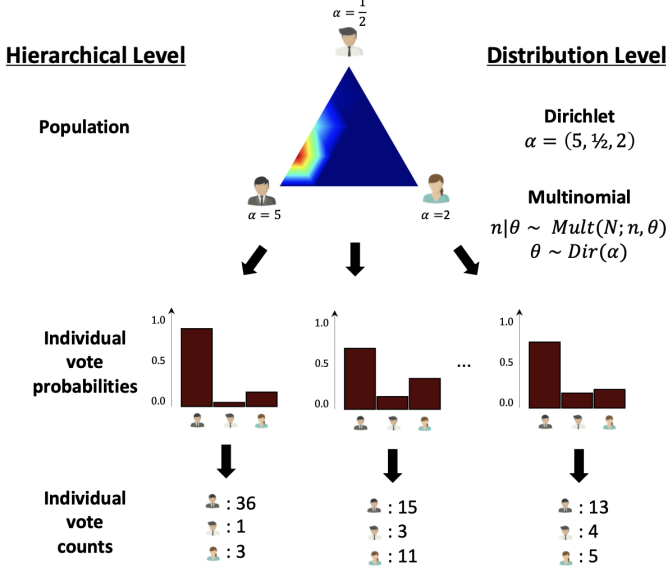 α = 1/2
Hierarchical Level
Distribution Level
Population
Dirichlet
α = (5, ½, 2)
α = 5
α =2
Multinomial
n|θ ~ Mult(N; n, θ)
θ ~ Dir(α)
Individual
vote
probabilities
1.0
0.5
0.0
1.0
0.5
0.0
...
1.0
0.5
0.0
Individual
vote
counts
: 36
: 1
: 3
: 15
: 3
: 11
: 13
: 4
: 5